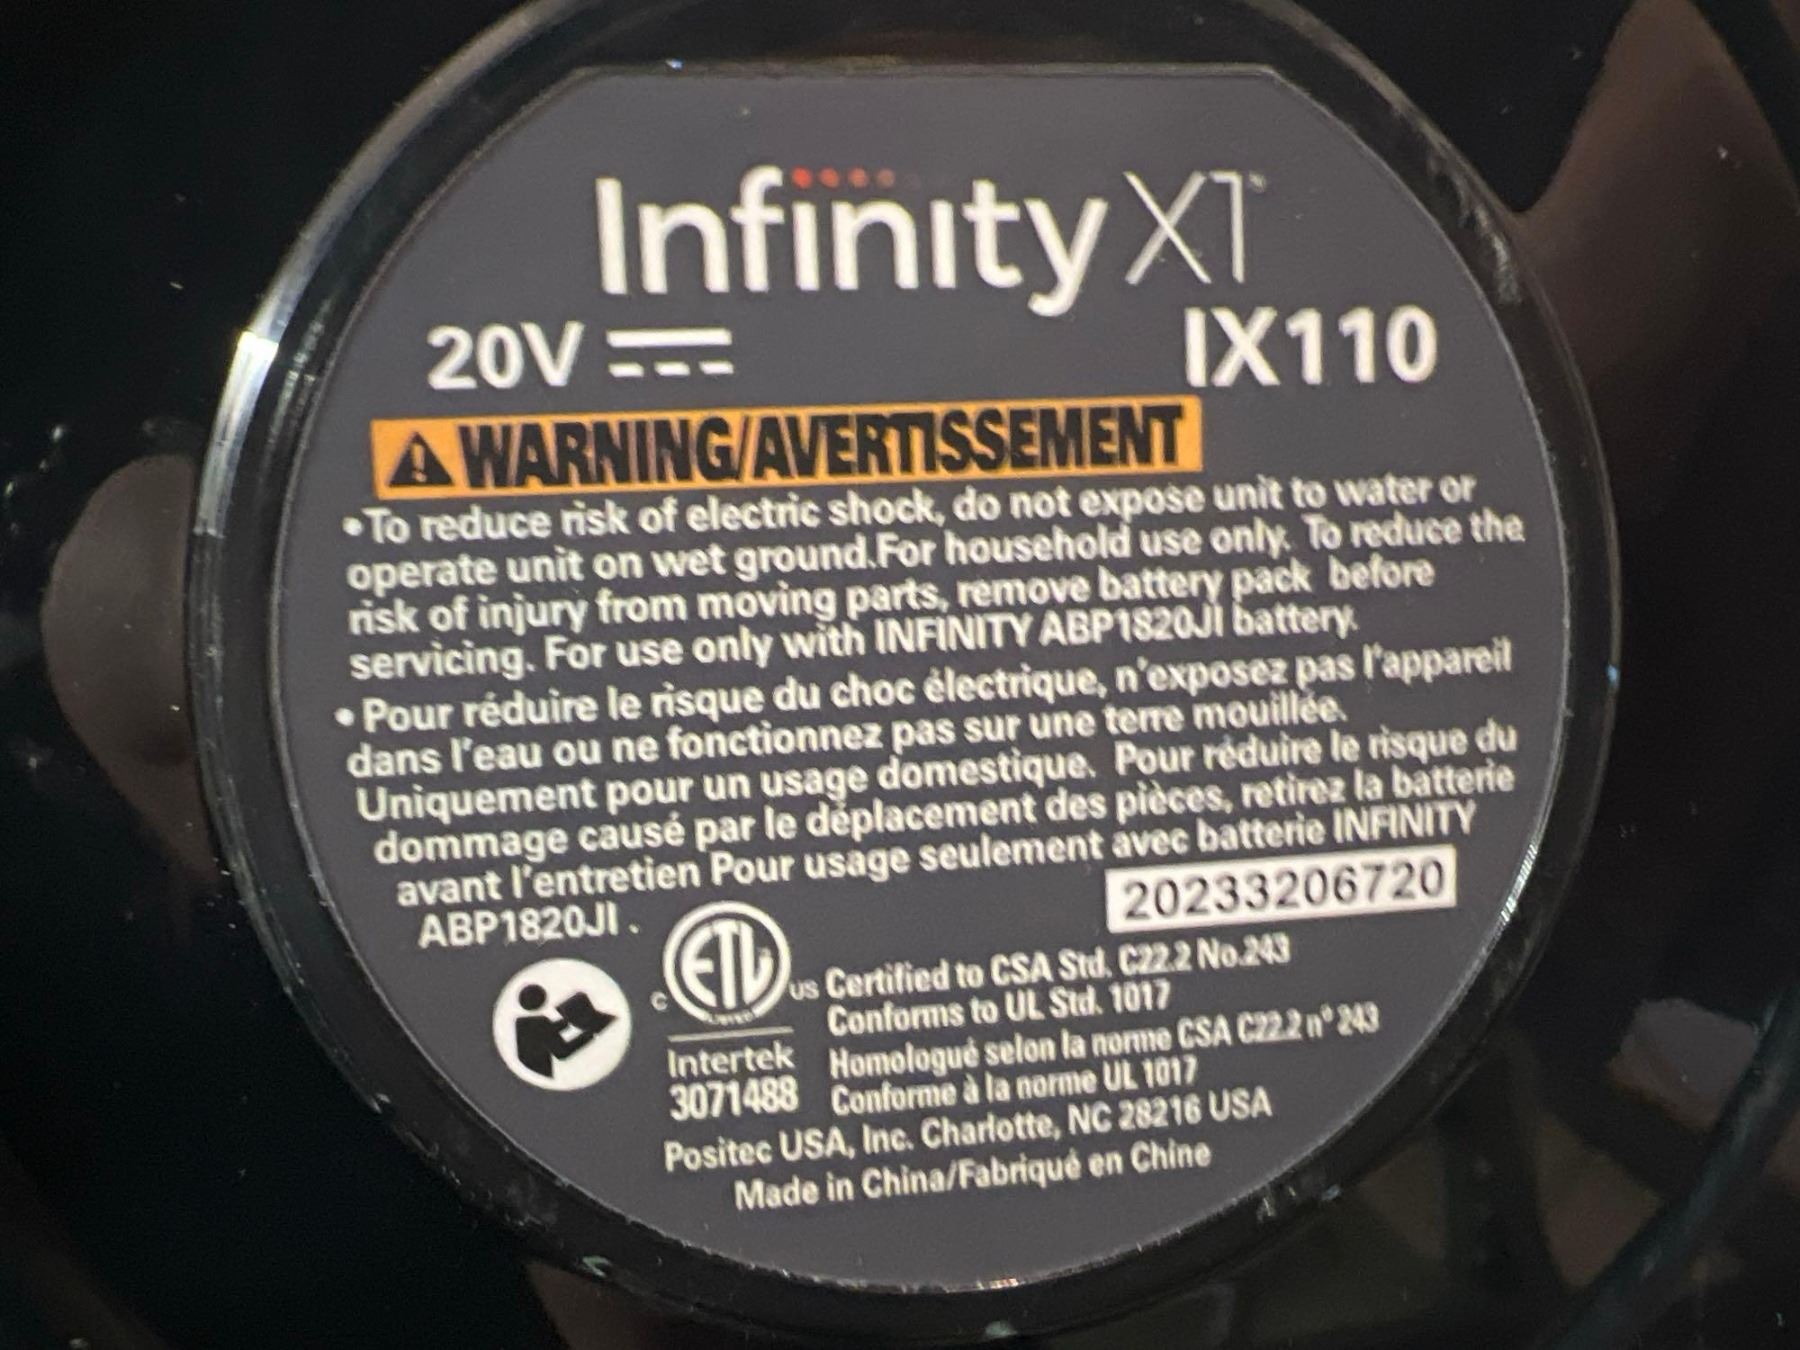 Infinity X1™
20V IX110
WARNING/AVERTISSEMENT
•To reduce risk of electric shock, do not expose unit to water or
operate unit on wet ground.For household use only. To reduce the
risk of injury from moving parts, remove battery pack before
servicing. For use only with INFINITY ABP1820JI battery.
• Pour réduire le risque du choc électrique, n'exposez pas l'appareil
dans l'eau ou ne fonctionnez pas sur une terre mouillée.
Uniquement pour un usage domestique. Pour réduire le risque du
dommage causé par le déplacement des pièces, retirez la batterie
avant l'entretien Pour usage seulement avec batterie INFINITY
ABP1820JI .
20233206720
C ETL US
LISTED
Intertek
3071488
Certified to CSA Std. C22.2 No.243
Conforms to UL Std. 1017
Homologué selon la norme CSA C22.2 n° 243
Conforme à la norme UL 1017
Positec USA, Inc. Charlotte, NC 28216 USA
Made in China/Fabriqué en Chine